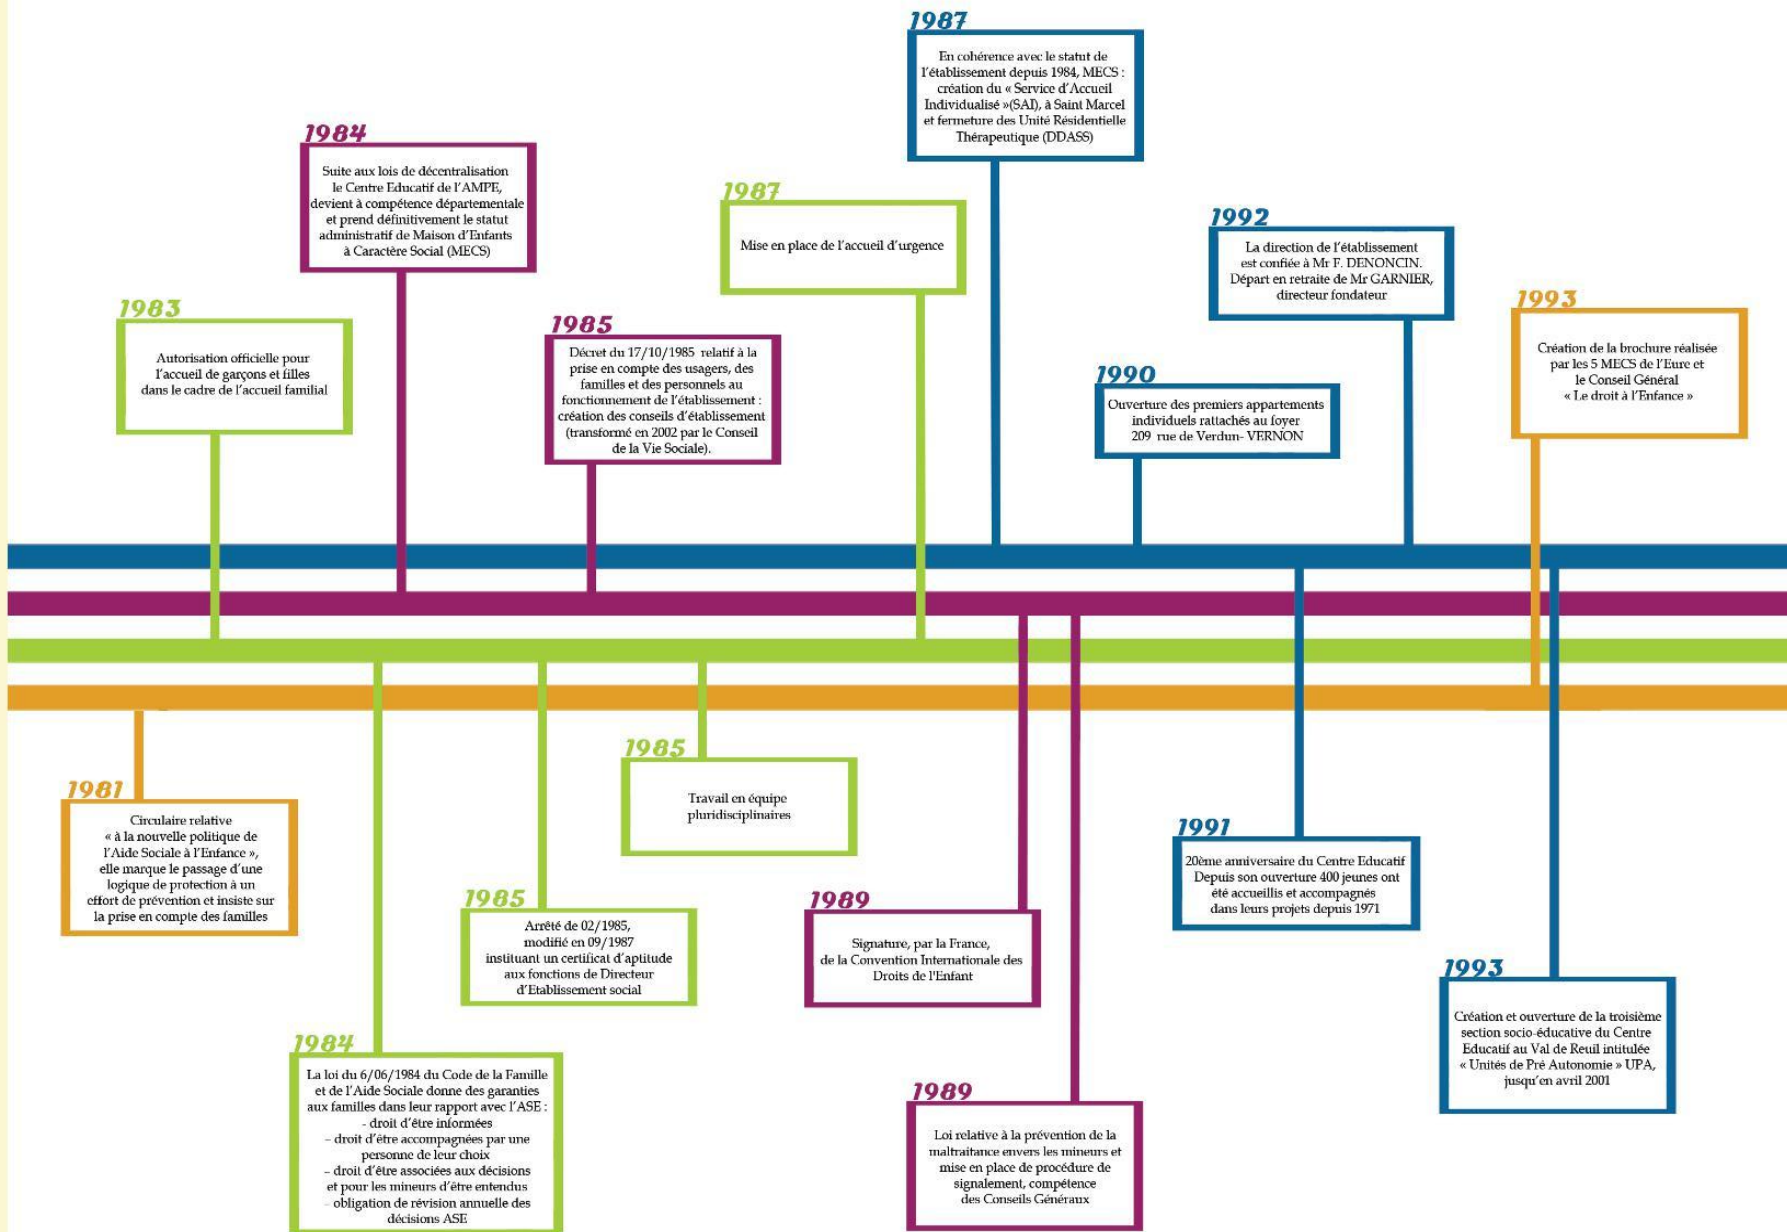 1987
En cohérence avec le statut de
l'établissement depuis 1984, MECS :
création du « Service d'Accueil
Individualisé »(SAI), à Saint Marcel
et fermeture des Unité Résidentielle
Thérapeutique (DDASS)
1984
Suite aux lois de décentralisation
le Centre Educatif de l'AMPE,
devient à compétence départementale
et prend définitivement le statut
administratif de Maison d'Enfants
à Caractère Social (MECS)
1987
Mise en place de l'accueil d'urgence
1992
La direction de l'établissement
est confiée à Mr F. DENONCIN.
Départ en retraite de Mr GARNIER,
directeur fondateur
1983
Autorisation officielle pour
l'accueil de garçons et filles
dans le cadre de l'accueil familial
1985
Décret du 17/10/1985 relatif à la
prise en compte des usagers, des
familles et des personnels au
fonctionnement de l'établissement :
création des conseils d'établissement
(transformé en 2002 par le Conseil
de la Vie Sociale).
1990
Ouverture des premiers appartements
individuels rattachés au foyer
209 rue de Verdun- VERNON
1993
Création de la brochure réalisée
par les 5 MECS de l'Eure et
le Conseil Général
« Le droit à l'Enfance »
1981
Circulaire relative
« à la nouvelle politique de
l'Aide Sociale à l'Enfance »,
elle marque le passage d'une
logique de protection à un
effort de prévention et insiste sur
la prise en compte des familles
1985
Travail en équipe
pluridisciplinaires
1985
Arrêté de 02/1985,
modifié en 09/1987
instituant un certificat d'aptitude
aux fonctions de Directeur
d'Etablissement social
1984
La loi du 6/06/1984 du Code de la Famille
et de l'Aide Sociale donne des garanties
aux familles dans leur rapport avec l'ASE :
- droit d'être informées
– droit d'être accompagnées par une
personne de leur choix
– droit d'être associées aux décisions
et pour les mineurs d'être entendus
- obligation de révision annuelle des
décisions ASE
1989
Signature, par la France,
de la Convention Internationale des
Droits de l'Enfant
1989
Loi relative à la prévention de la
maltraitance envers les mineurs et
mise en place de procédure de
signalement, compétence
des Conseils Généraux
1991
20ème anniversaire du Centre Educatif
Depuis son ouverture 400 jeunes ont
été accueillis et accompagnés
dans leurs projets depuis 1971
1993
Création et ouverture de la troisième
section socio-éducative du Centre
Educatif au Val de Reuil intitulée
« Unités de Pré Autonomie » UPA,
jusqu'en avril 2001